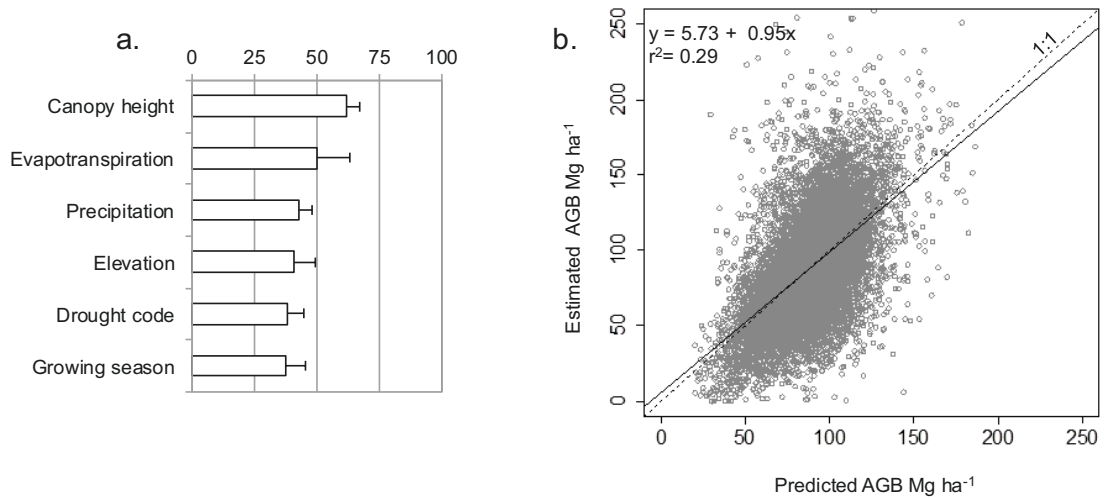 a.
0 25 50 75 100
Canopy height
Evapotranspiration
Precipitation
Elevation
Drought code
Growing season
b.
y = 5.73 + 0.95x
r²= 0.29
1:1
Estimated AGB Mg ha⁻¹
250
200
150
100
50
0
0 50 100 150 200 250
Predicted AGB Mg ha⁻¹